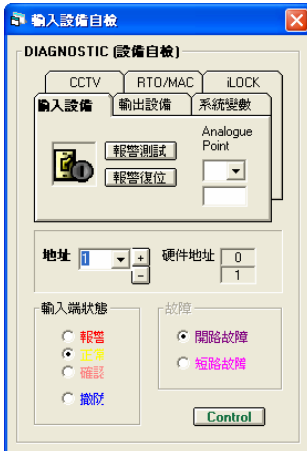 輸入設備自檢
DIAGNOSTIC (設備自檢)
CCTV RTO/MAC iLOCK
輸入設備 輸出設備 系統變數
Analogue
Point
報警測試
報警復位
地址 1 + - 硬件地址 0
1
輸入端狀態 故障
報警
正常
確認
撤防
開路故障
短路故障
Control